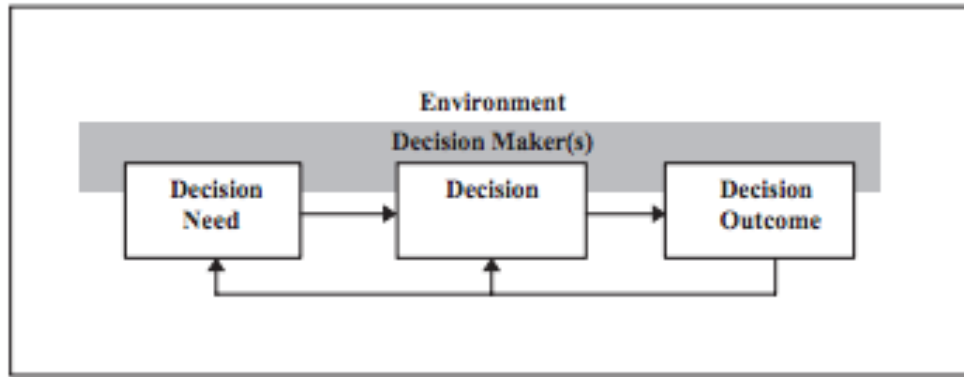 Environment
Decision Maker(s)
Decision
Need
Decision
Decision
Outcome